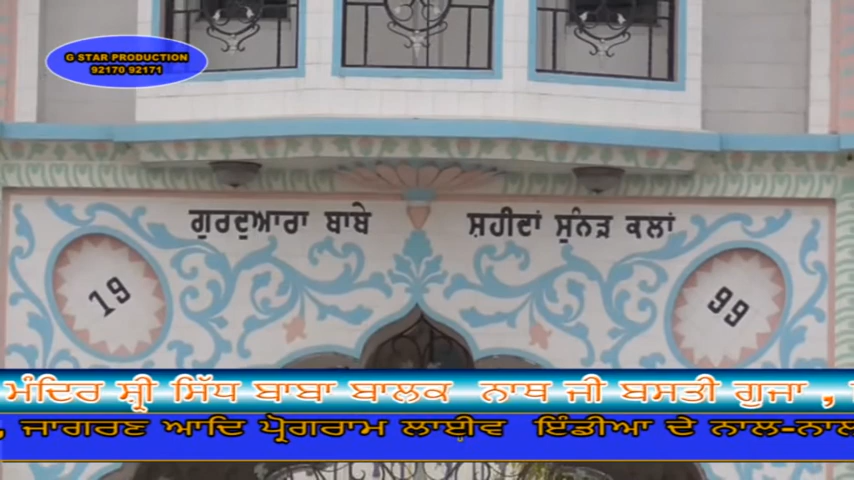 G STAR PRODUCTION
92170 92171
ਗੁਰਦੁਆਰਾ ਬਾਬੇ ਸ਼ਹੀਦਾਂ ਸੁੰਨੜ ਕਲਾਂ
19 99
ਮੰਦਿਰ ਸ਼੍ਰੀ ਸਿੱਧ ਬਾਬਾ ਬਾਲਕ ਨਾਥ ਜੀ ਬਸਤੀ ਗੁਜਾ ,
, ਜਾਗਰਣ ਆਦਿ ਪ੍ਰੋਗਰਾਮ ਲਾਈਵ ਇੰਡੀਆ ਦੇ ਨਾਲ-ਨਾਲ